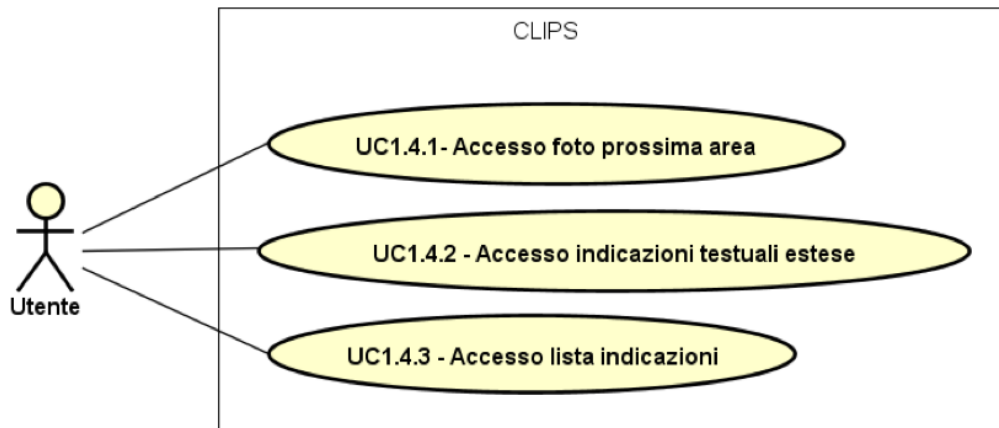 CLIPS
UC1.4.1- Accesso foto prossima area
UC1.4.2 - Accesso indicazioni testuali estese
Utente
UC1.4.3 - Accesso lista indicazioni